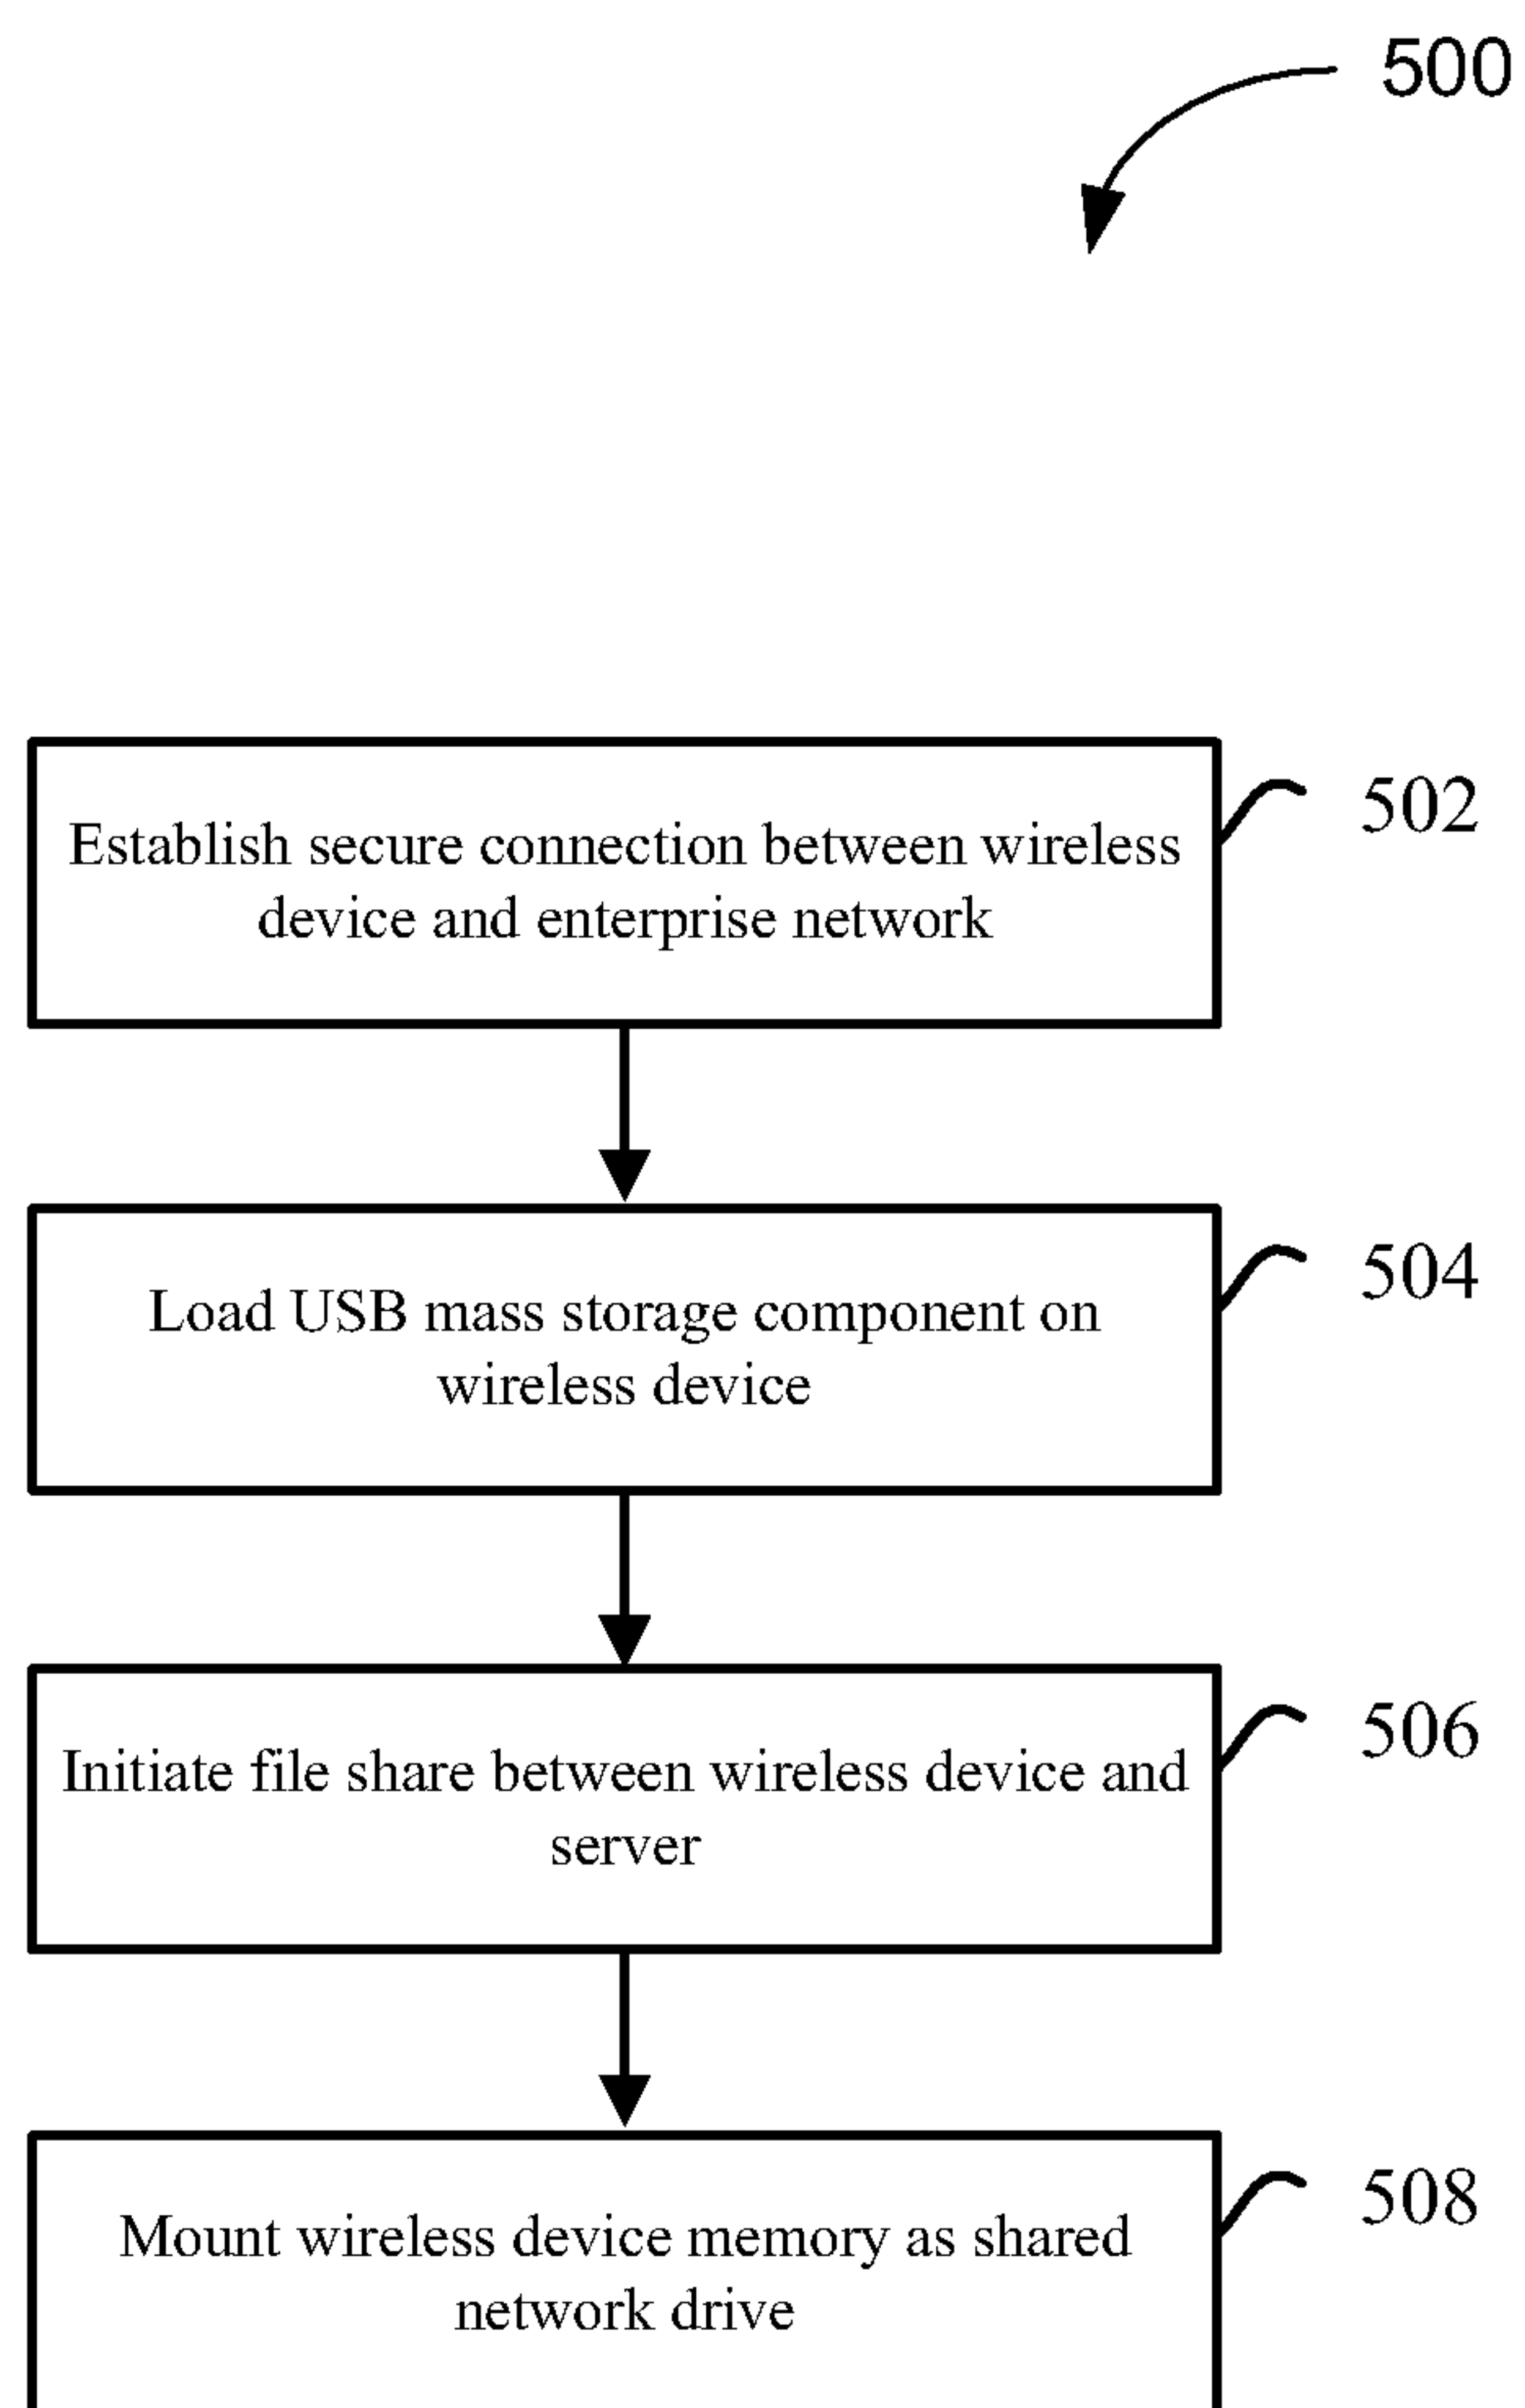 500
Establish secure connection between wireless
device and enterprise network
502
Load USB mass storage component on
wireless device
504
Initiate file share between wireless device and
server
506
Mount wireless device memory as shared
network drive
508